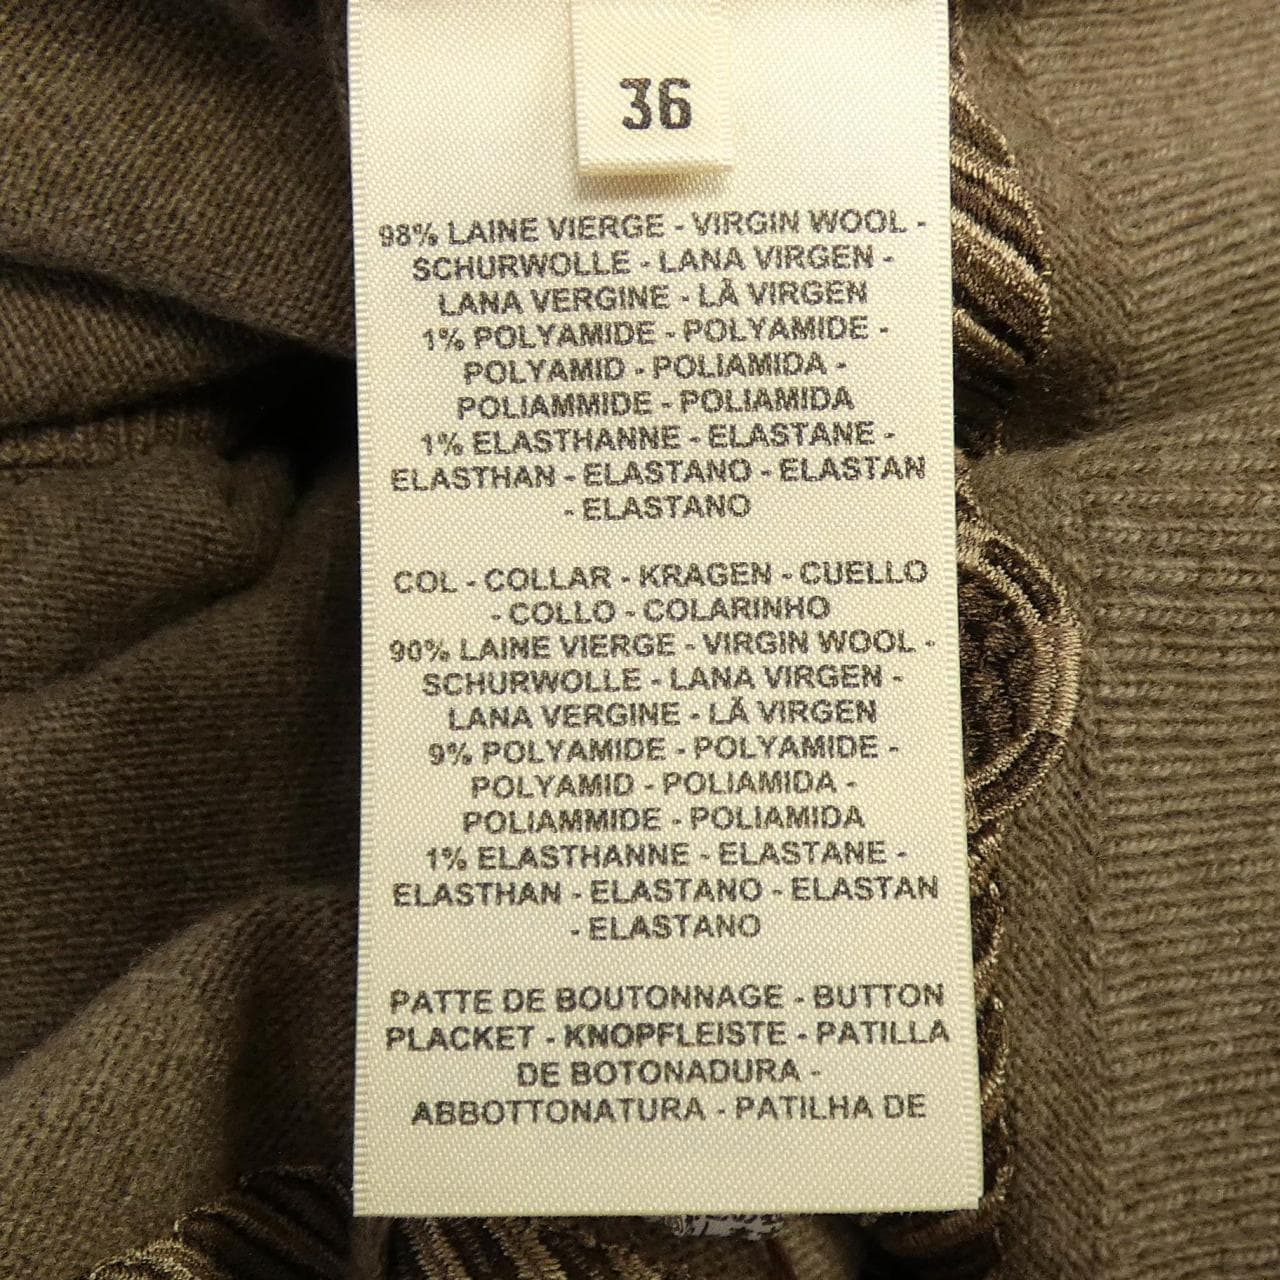 36
98% LAINE VIERGE - VIRGIN WOOL -
SCHURWOLLE - LANA VIRGEN -
LANA VERGINE - LÃ VIRGEN
1% POLYAMIDE - POLYAMIDE -
POLYAMID - POLIAMIDA -
POLIAMMIDE - POLIAMIDA
1% ELASTHANNE - ELASTANE -
ELASTHAN - ELASTANO - ELASTAN
- ELASTANO
COL - COLLAR - KRAGEN - CUELLO
- COLLO - COLARINHO
90% LAINE VIERGE - VIRGIN WOOL -
SCHURWOLLE - LANA VIRGEN -
LANA VERGINE - LÃ VIRGEN
9% POLYAMIDE - POLYAMIDE -
POLYAMID - POLIAMIDA -
POLIAMMIDE - POLIAMIDA
1% ELASTHANNE - ELASTANE -
ELASTHAN - ELASTANO - ELASTAN
- ELASTANO
PATTE DE BOUTONNAGE - BUTTON
PLACKET - KNOPFLEISTE - PATILLA
DE BOTONADURA -
ABBOTTONATURA - PATILHA DE